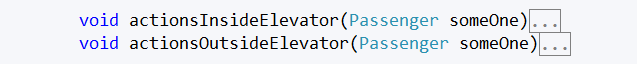 void actionsInsideElevator(Passenger someOne)...
void actionsOutsideElevator(Passenger someOne)...